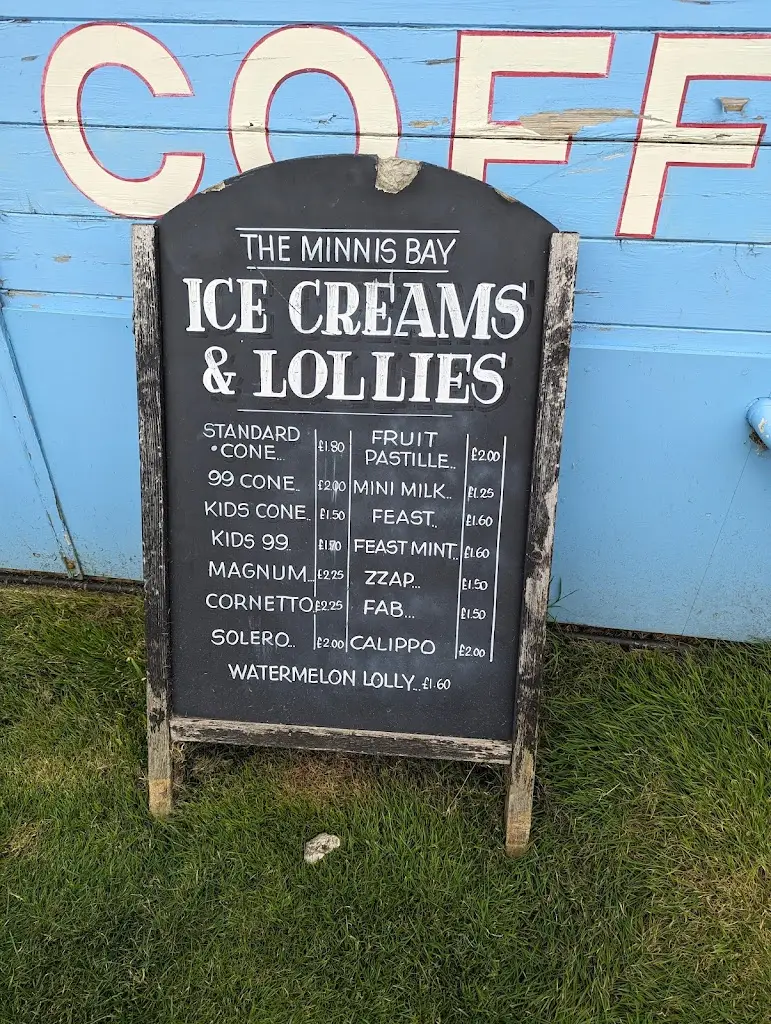 COFF
THE MINNIS BAY
ICE CREAMS
& LOLLIES
STANDARD
CONE... £1.80
99 CONE.. £2.00
KIDS CONE.. £1.50
KIDS 99..
MAGNUM... £2.25
CORNETTO £2.25
SOLERO... £2.00
FRUIT
PASTILLE.. £2.00
MINI MILK.. £1.25
FEAST.. £1.60
FEAST MINT.. £1.60
ZZAP... £1.50
FAB... £1.50
CALIPPO £2.00
WATERMELON LOLLY... £1.60